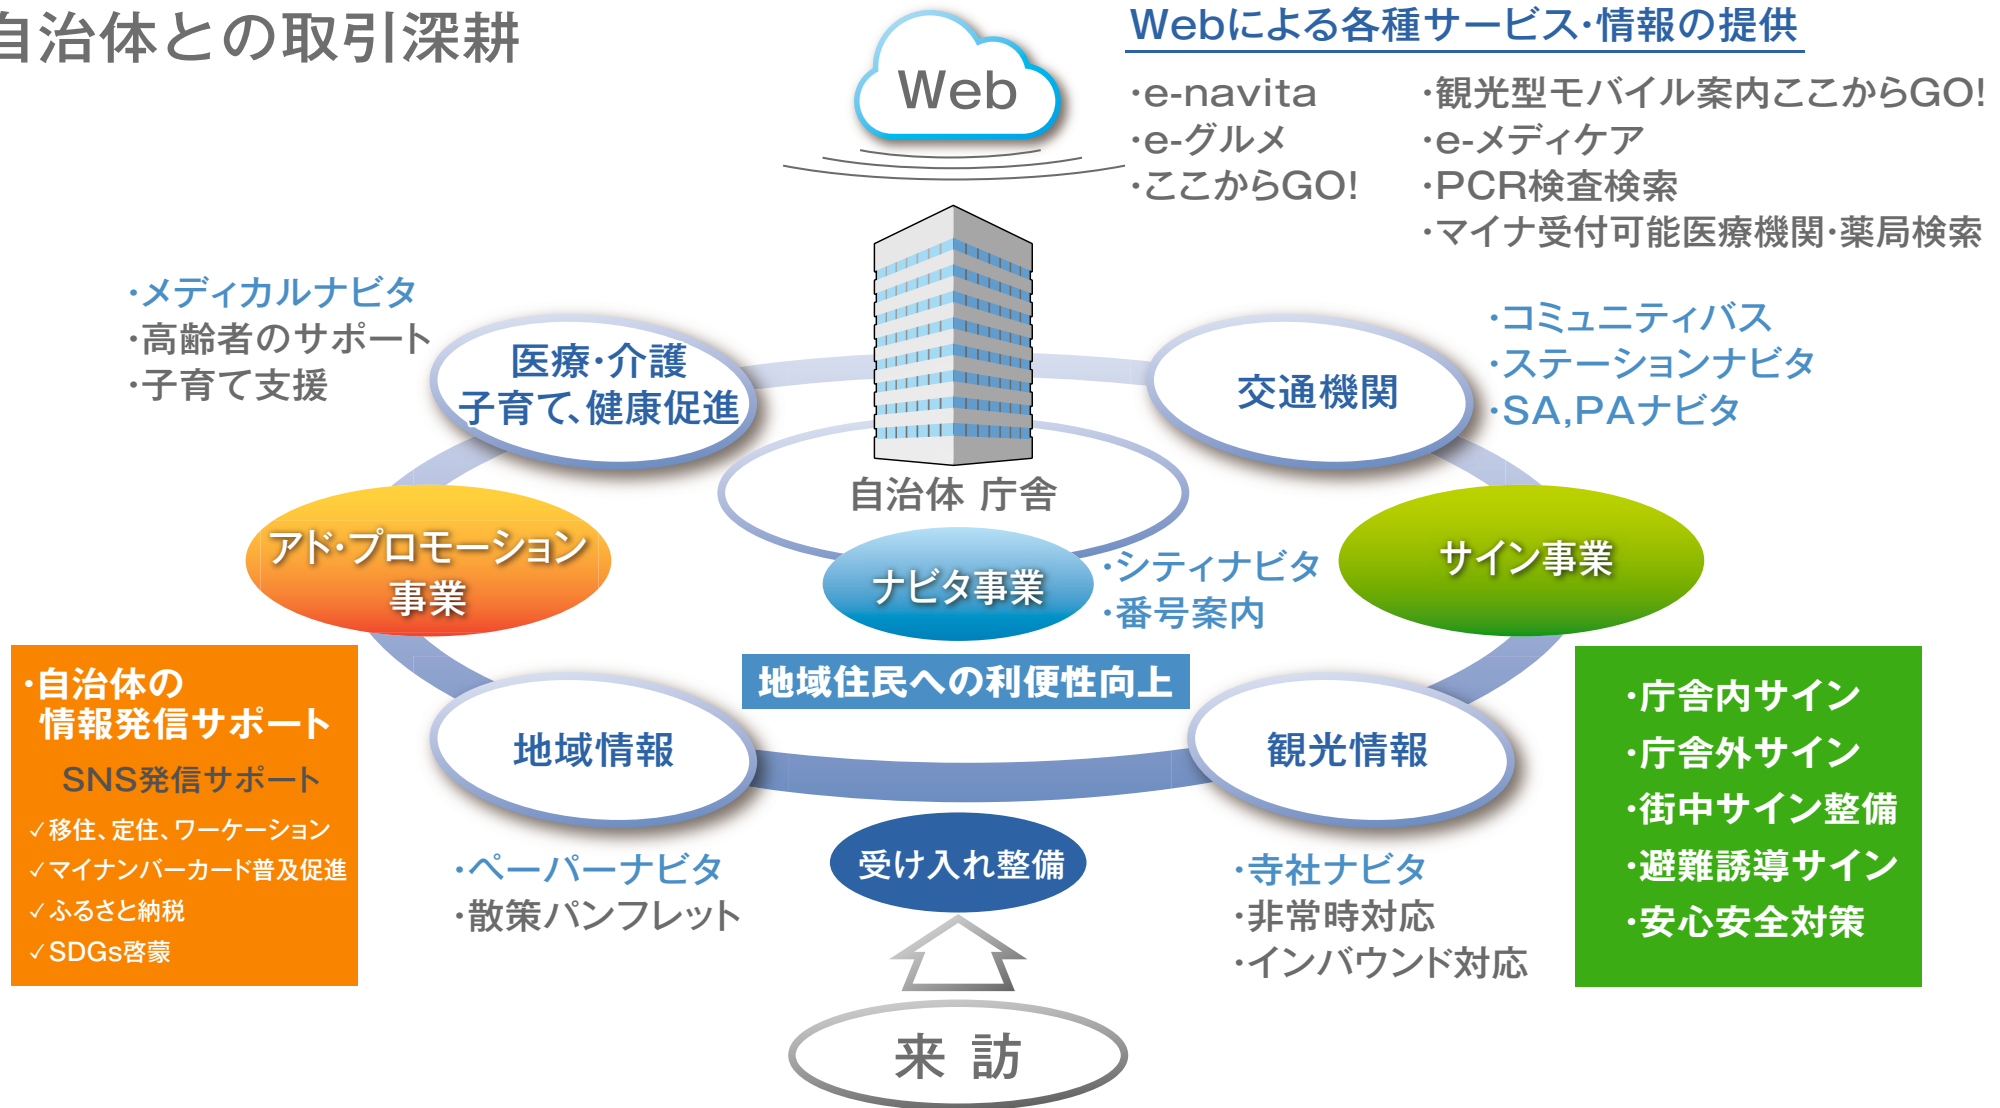 自治体との取引深耕
Web
Webによる各種サービス・情報の提供
・e-navita
・e-グルメ
・ここからGO!
・観光型モバイル案内ここからGO!
・e-メディケア
・PCR検査検索
・マイナ受付可能医療機関・薬局検索
・メディカルナビタ
・高齢者のサポート
・子育て支援
医療・介護
子育て、健康促進
交通機関
・コミュニティバス
・ステーションナビタ
・SA,PAナビタ
自治体 庁舎
アド・プロモーション
事業
ナビタ事業
・シティナビタ
・番号案内
サイン事業
地域住民への利便性向上
・自治体の
情報発信サポート
SNS発信サポート
✓移住、定住、ワーケーション
✓マイナンバーカード普及促進
✓ふるさと納税
✓SDGs啓蒙
地域情報
・ペーパーナビタ
・散策パンフレット
受け入れ整備
観光情報
・寺社ナビタ
・非常時対応
・インバウンド対応
・庁舎内サイン
・庁舎外サイン
・街中サイン整備
・避難誘導サイン
・安心安全対策
来 訪